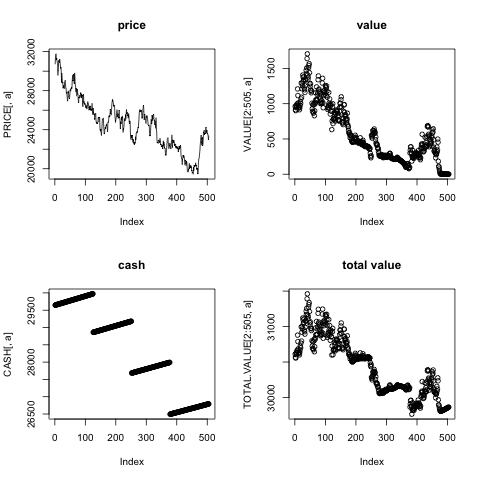 price
PRICE[, a]
20000 24000 28000 32000
0 100 200 300 400 500
Index
value
VALUE[2:505, a]
0 500 1000 1500
0 100 200 300 400 500
Index
cash
CASH[, a]
26500 28000 29500
0 100 200 300 400 500
Index
total value
TOTAL.VALUE[2:505, a]
30000 31000
0 100 200 300 400 500
Index